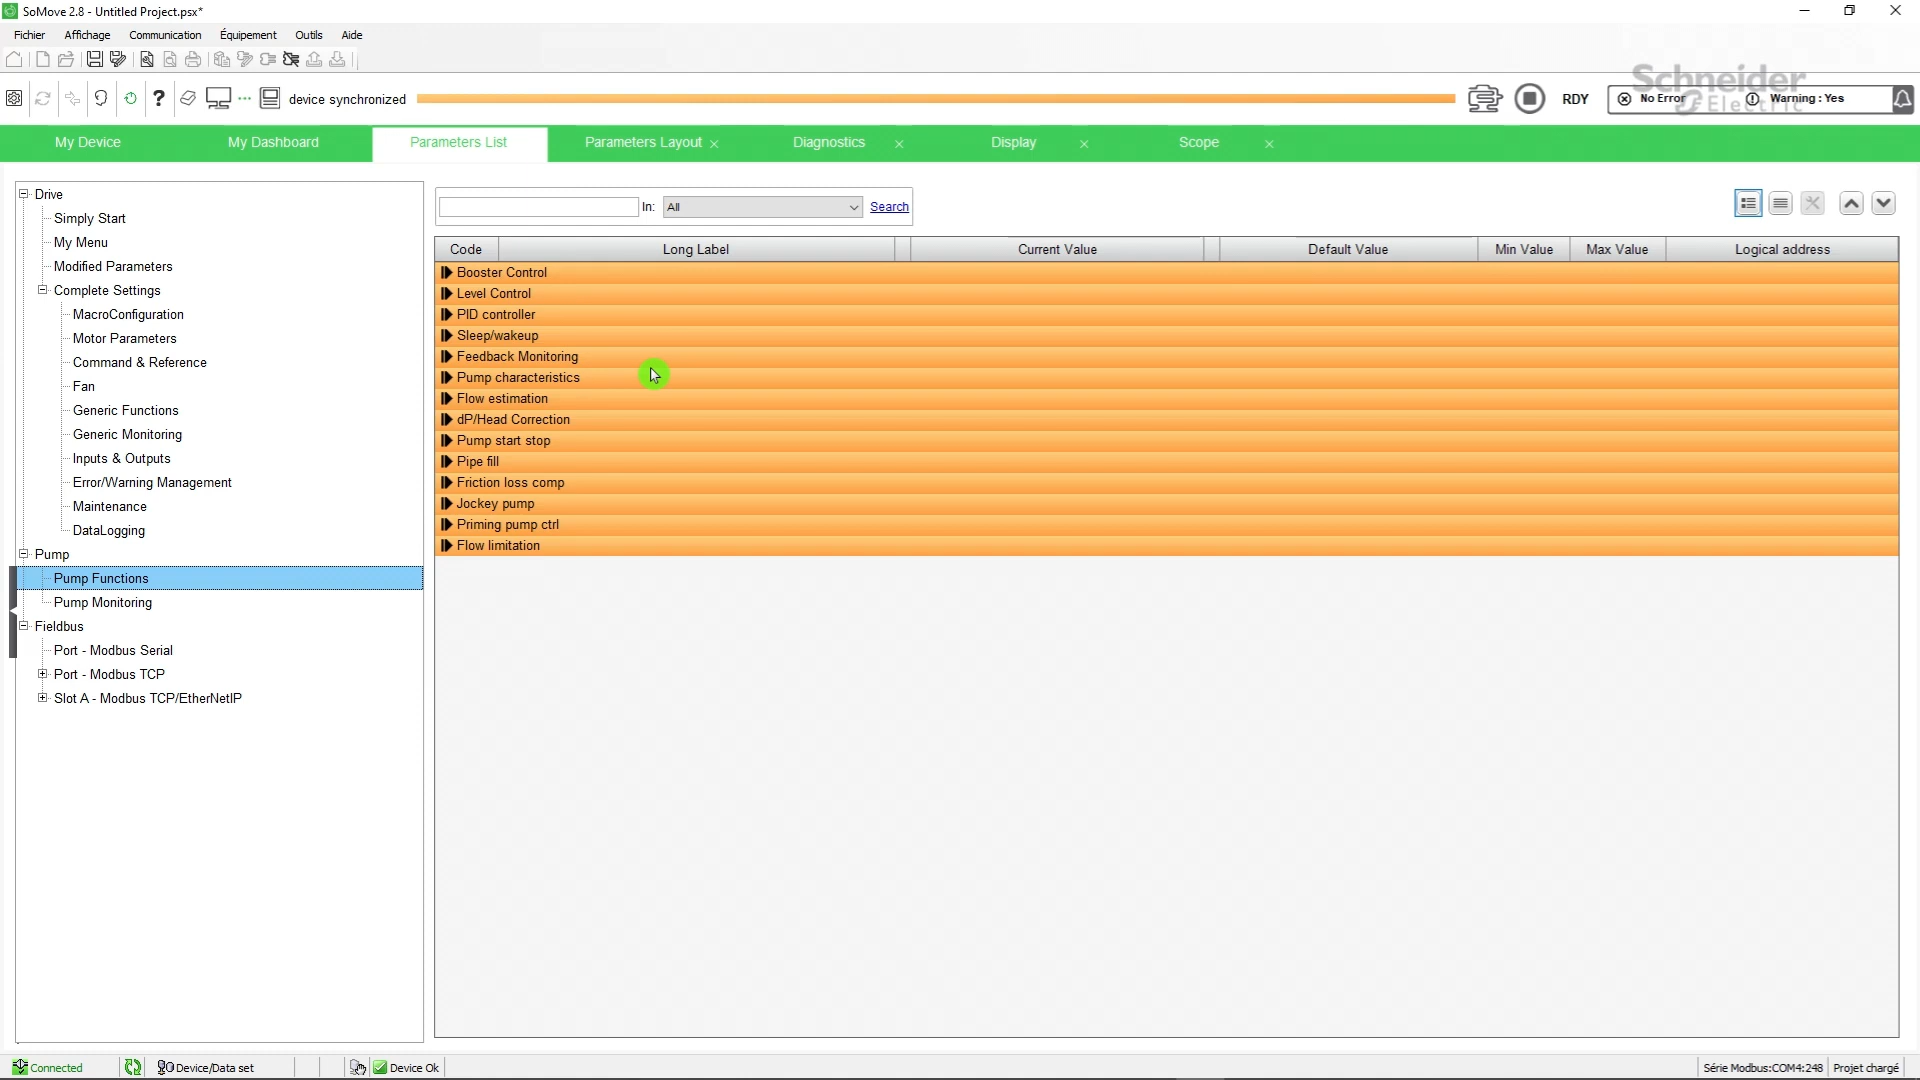 SoMove 2.8 - Untitled Project.psx*
Fichier Affichage Communication Équipement Outils Aide
device synchronized
RDY
No Error
Warning : Yes
Schneider
Electric
My Device
My Dashboard
Parameters List
Parameters Layout
Diagnostics
Display
Scope
Drive
Simply Start
My Menu
Modified Parameters
Complete Settings
MacroConfiguration
Motor Parameters
Command & Reference
Fan
Generic Functions
Generic Monitoring
Inputs & Outputs
Error/Warning Management
Maintenance
DataLogging
Pump
Pump Functions
Pump Monitoring
Fieldbus
Port - Modbus Serial
Port - Modbus TCP
Slot A - Modbus TCP/EtherNetIP
In: All Search
Code Long Label Current Value Default Value Min Value Max Value Logical address
Booster Control
Level Control
PID controller
Sleep/wakeup
Feedback Monitoring
Pump characteristics
Flow estimation
dP/Head Correction
Pump start stop
Pipe fill
Friction loss comp
Jockey pump
Priming pump ctrl
Flow limitation
Connected
Device/Data set
Device Ok
Série Modbus:COM4:248
Projet chargé